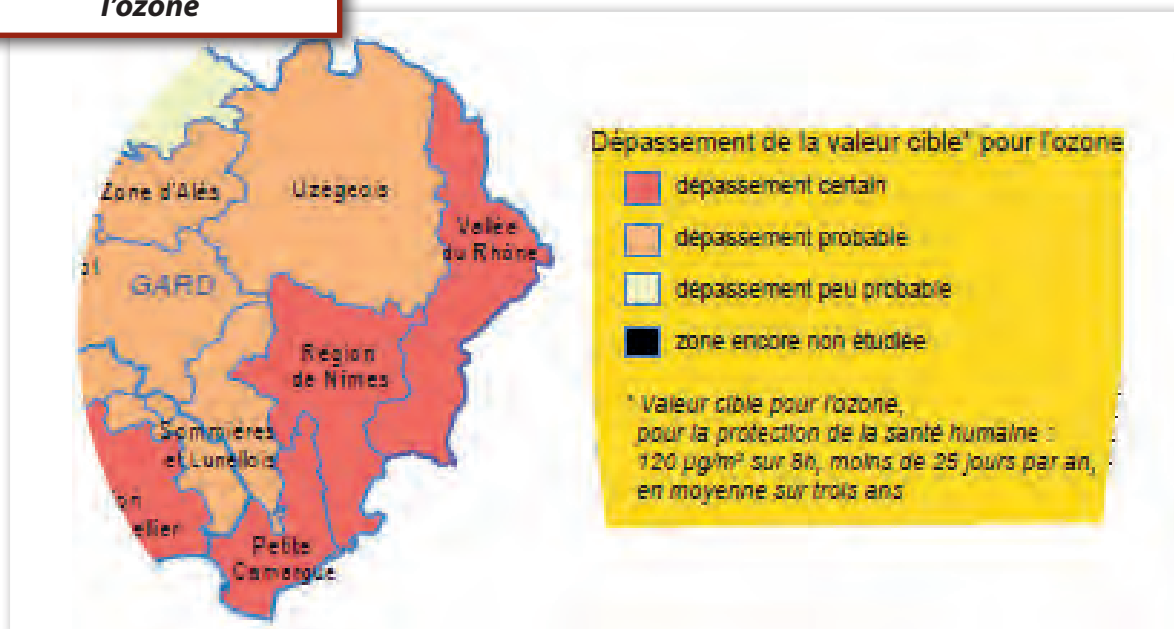 l'ozone
Zone d'Alés
Uzégeois
Vallée
du Rhône
GARD
Région
de Nîmes
Sommières
et Lunellois
on
ellier
Petite
Camargue
Dépassement de la valeur cible* pour l'ozone
dépassement certain
dépassement probable
dépassement peu probable
zone encore non étudiée
* Valeur cible pour l'ozone,
pour la protection de la santé humaine :
120 µg/m³ sur 8h, moins de 25 jours par an,
en moyenne sur trois ans